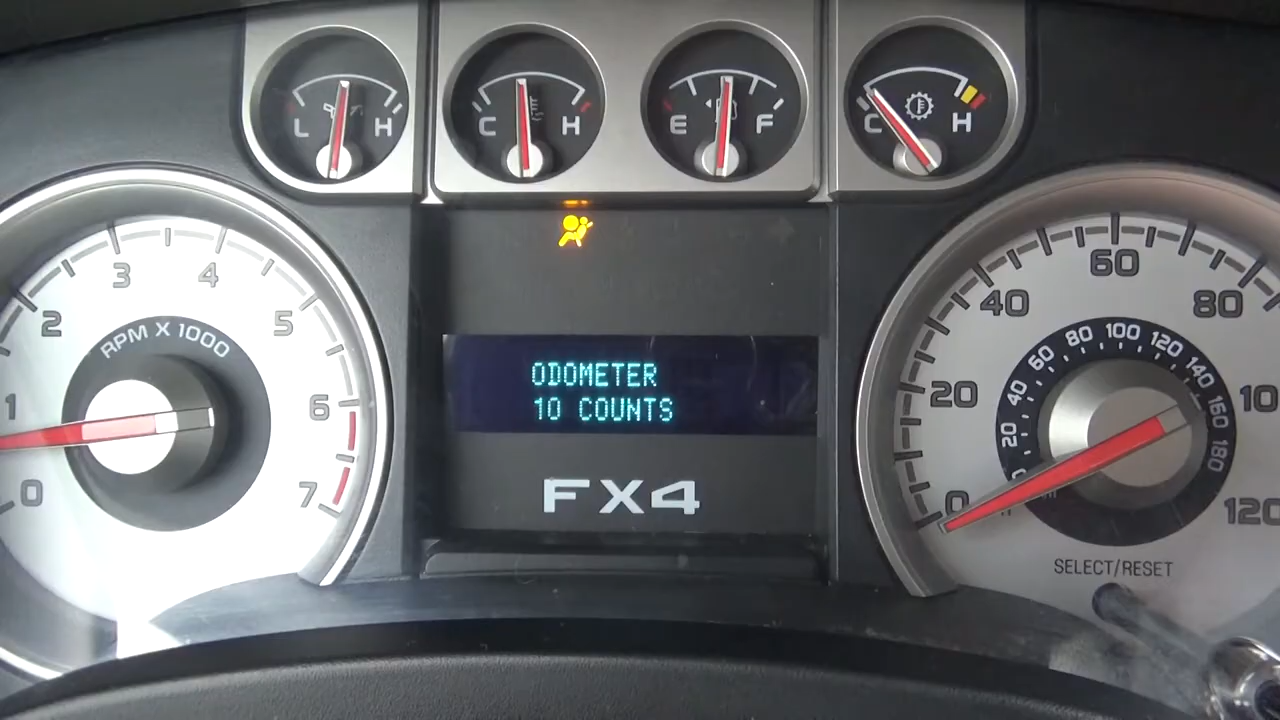 L H
C H
E F
C H
0 1 2 3 4 5 6 7
RPM X 1000
ODOMETER
10 COUNTS
FX4
0 20 40 60 80 10 120
20 40 60 80 100 120 140 160 180
SELECT/RESET